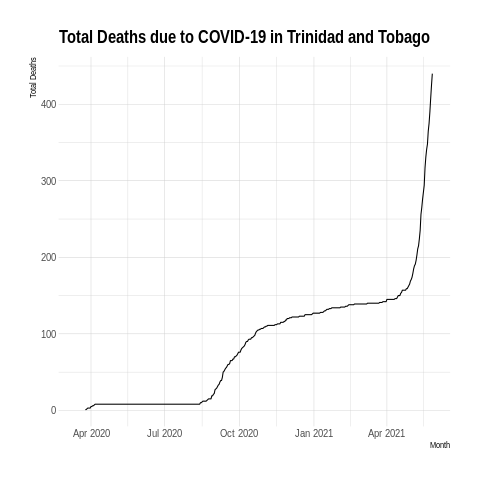 Total Deaths due to COVID-19 in Trinidad and Tobago
Total Deaths
400
300
200
100
0
Apr 2020 Jul 2020 Oct 2020 Jan 2021 Apr 2021
Month